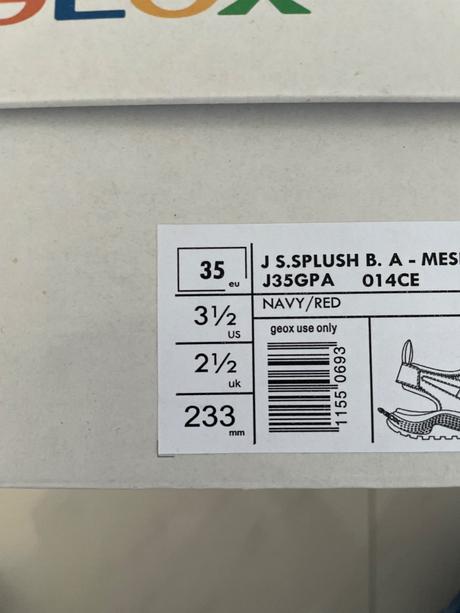 GEOX
35 eu
3½ US
2½ uk
233 mm
J S.SPLUSH B. A - MES
J35GPA 014CE
NAVY/RED
geox use only
1155 0693